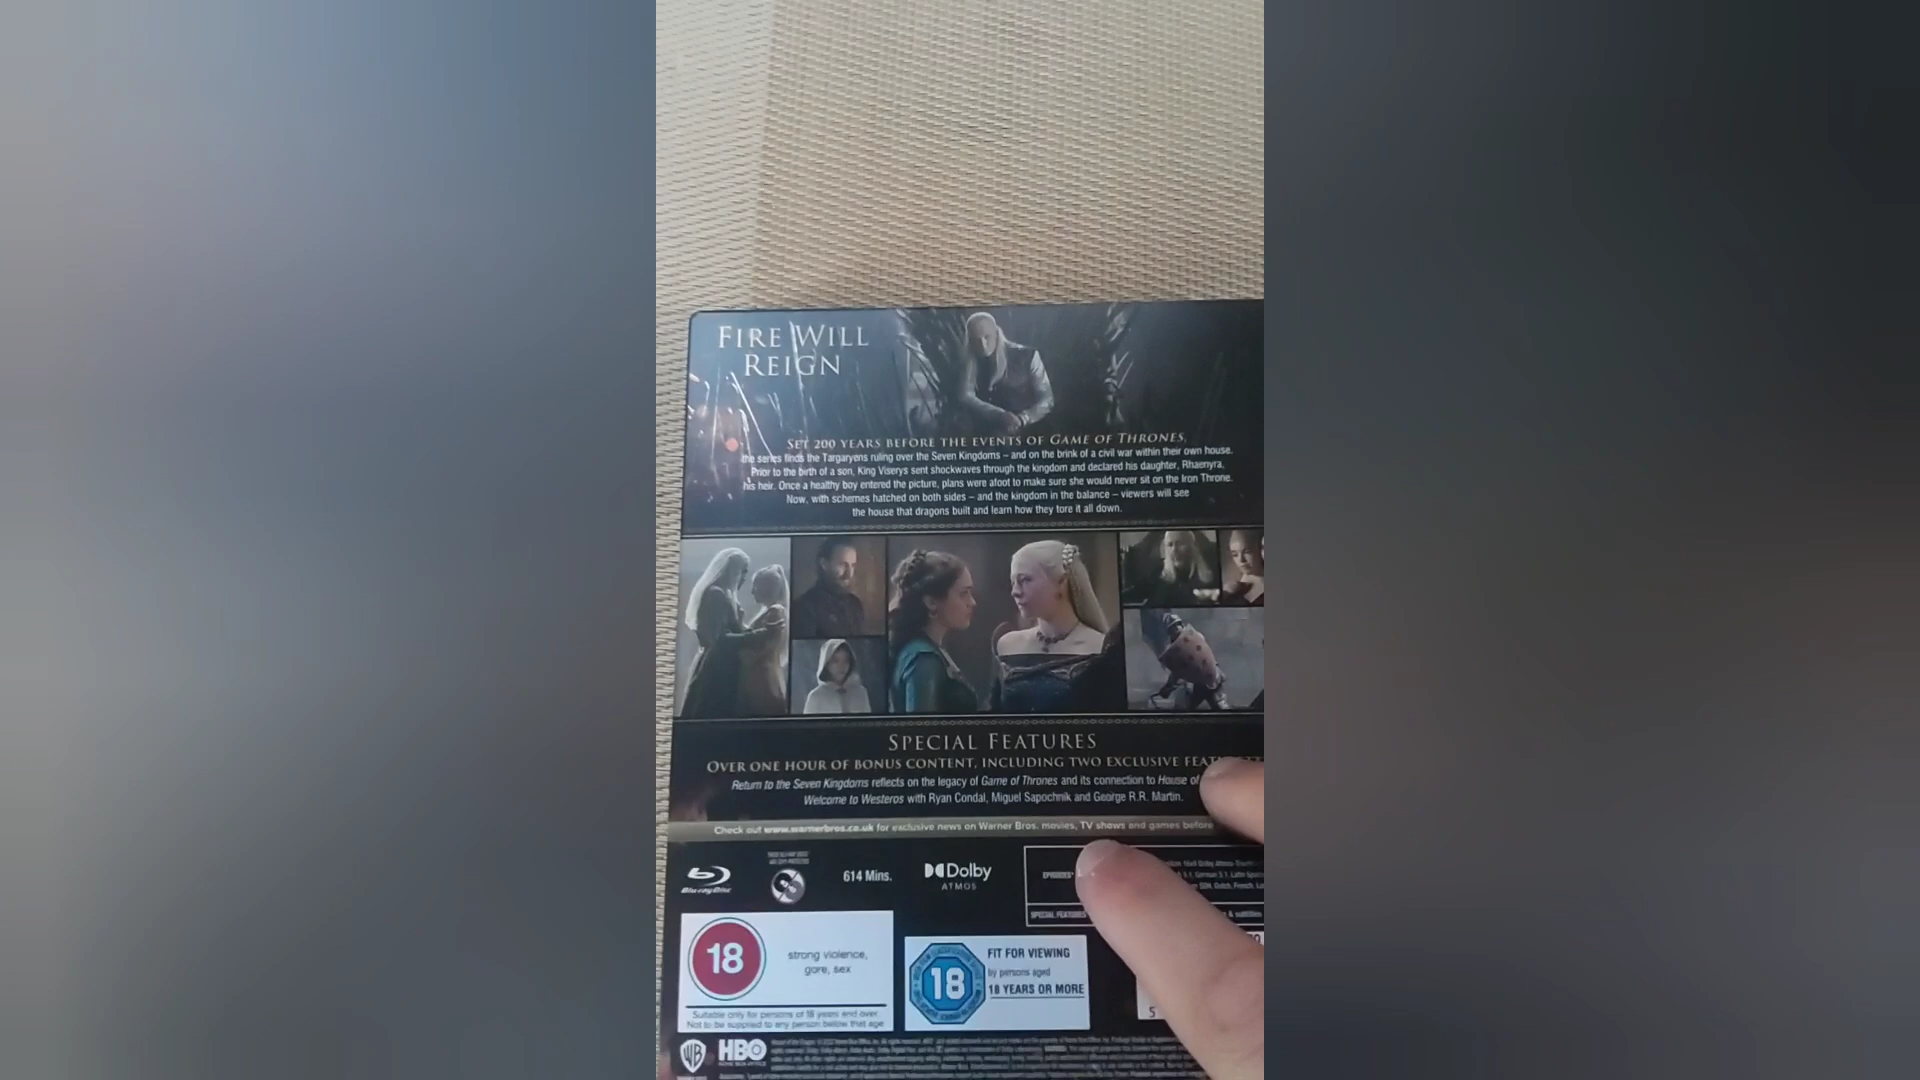 FIRE WILL
REIGN
SET 200 YEARS BEFORE THE EVENTS OF GAME OF THRONES,
the series finds the Targaryens ruling over the Seven Kingdoms – and on the brink of a civil war within their own house.
Prior to the birth of a son, King Viserys sent shockwaves through the kingdom and declared his daughter, Rhaenyra,
his heir. Once a healthy boy entered the picture, plans were afoot to make sure she would never sit on the Iron Throne.
Now, with schemes hatched on both sides – and the kingdom in the balance – viewers will see
the house that dragons built and learn how they tore it all down.
SPECIAL FEATURES
OVER ONE HOUR OF BONUS CONTENT, INCLUDING TWO EXCLUSIVE
Return to the Seven Kingdoms reflects on the legacy of Game of Thrones and its connection to House of
Welcome to Westeros with Ryan Condal, Miguel Sapochnik and George R.R. Martin.
Check out www.warnerbros.co.uk for exclusive news on Warner Bros. movies, TV shows and games before
Blu-ray Disc
614 Mins.
Dolby
ATMOS
EPISODES
SPECIAL FEATURES
18
strong violence,
gore, sex
Suitable only for persons of 18 years and over
Not to be supplied to any person below that age
18
FIT FOR VIEWING
by persons aged
18 YEARS OR MORE
5
WB
HBO